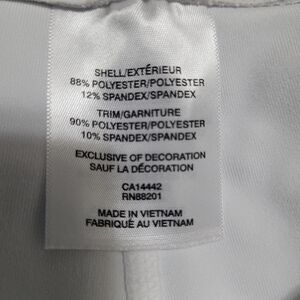 SHELL/EXTÉRIEUR
88% POLYESTER/POLYESTER
12% SPANDEX/SPANDEX
TRIM/GARNITURE
90% POLYESTER/POLYESTER
10% SPANDEX/SPANDEX
EXCLUSIVE OF DECORATION
SAUF LA DÉCORATION
CA14442
RN88201
MADE IN VIETNAM
FABRIQUÉ AU VIETNAM